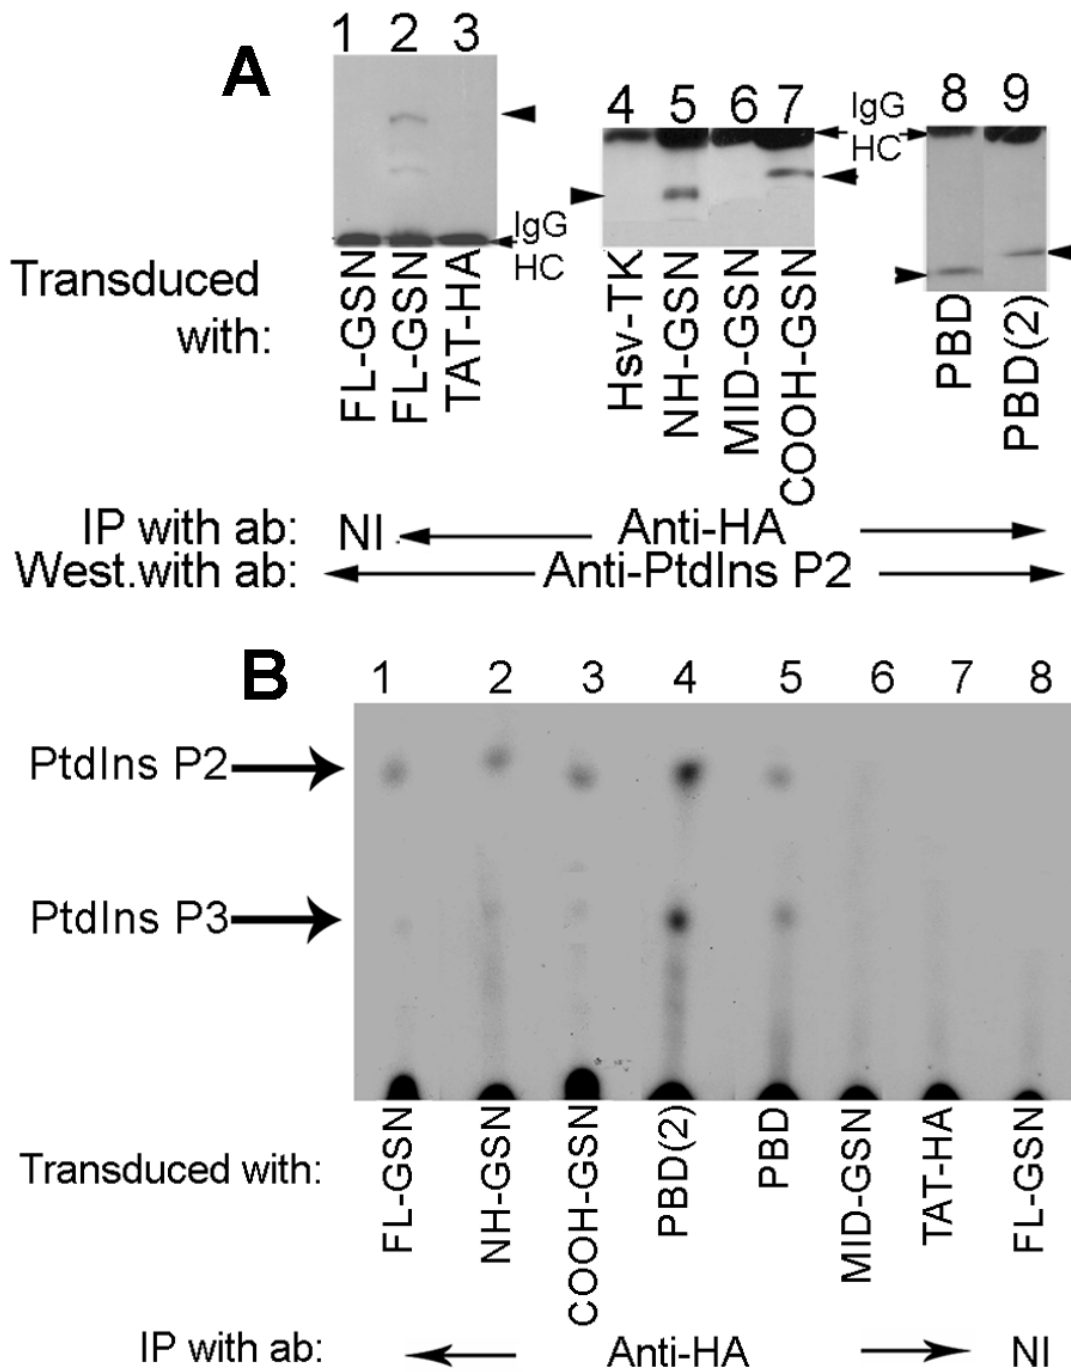 A
1 2 3
4 5 6 7
8 9
IgG
HC
IgG
HC
Transduced
with:
FL-GSN
FL-GSN
TAT-HA
Hsv-TK
NH-GSN
MID-GSN
COOH-GSN
PBD
PBD(2)
IP with ab: NI Anti-HA
West.with ab: Anti-PtdIns P2
B
1 2 3 4 5 6 7 8
PtdIns P2
PtdIns P3
Transduced with:
FL-GSN
NH-GSN
COOH-GSN
PBD(2)
PBD
MID-GSN
TAT-HA
FL-GSN
IP with ab: Anti-HA NI